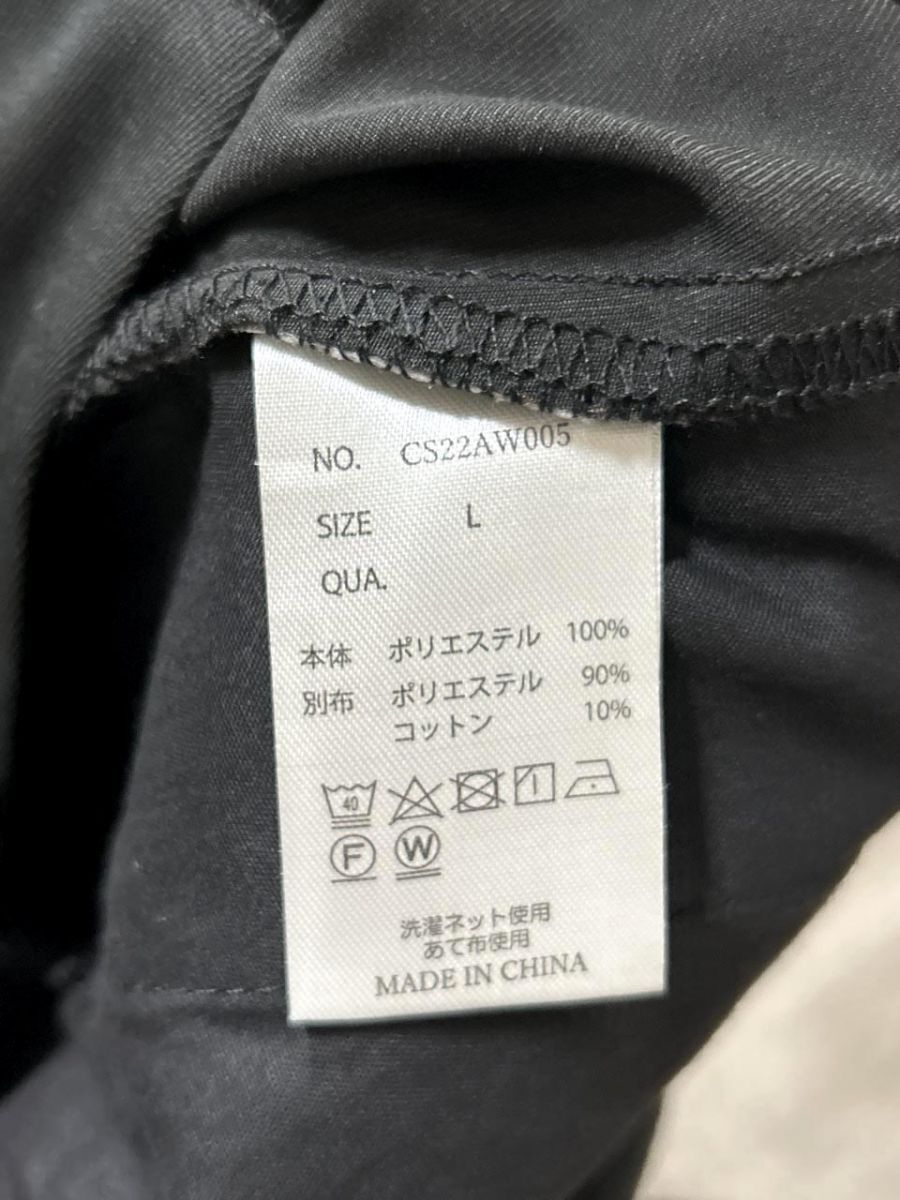 NO. CS22AW005
SIZE L
QUA.
本体 ポリエステル 100%
別布 ポリエステル 90%
コットン 10%
40
F W
洗濯ネット使用
あて布使用
MADE IN CHINA